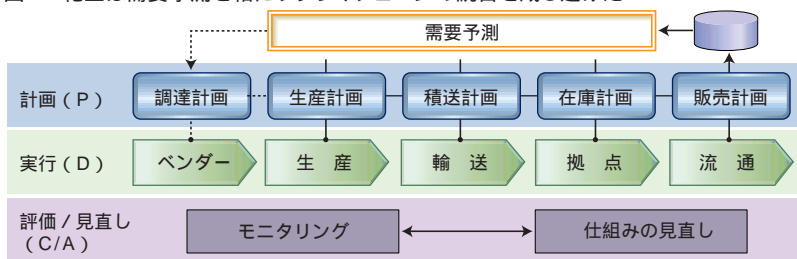 需要予測
計画（P）
調達計画
生産計画
積送計画
在庫計画
販売計画
実行（D）
ベンダー
生　産
輸　送
拠　点
流　通
評価 / 見直し
（C/A）
モニタリング
仕組みの見直し